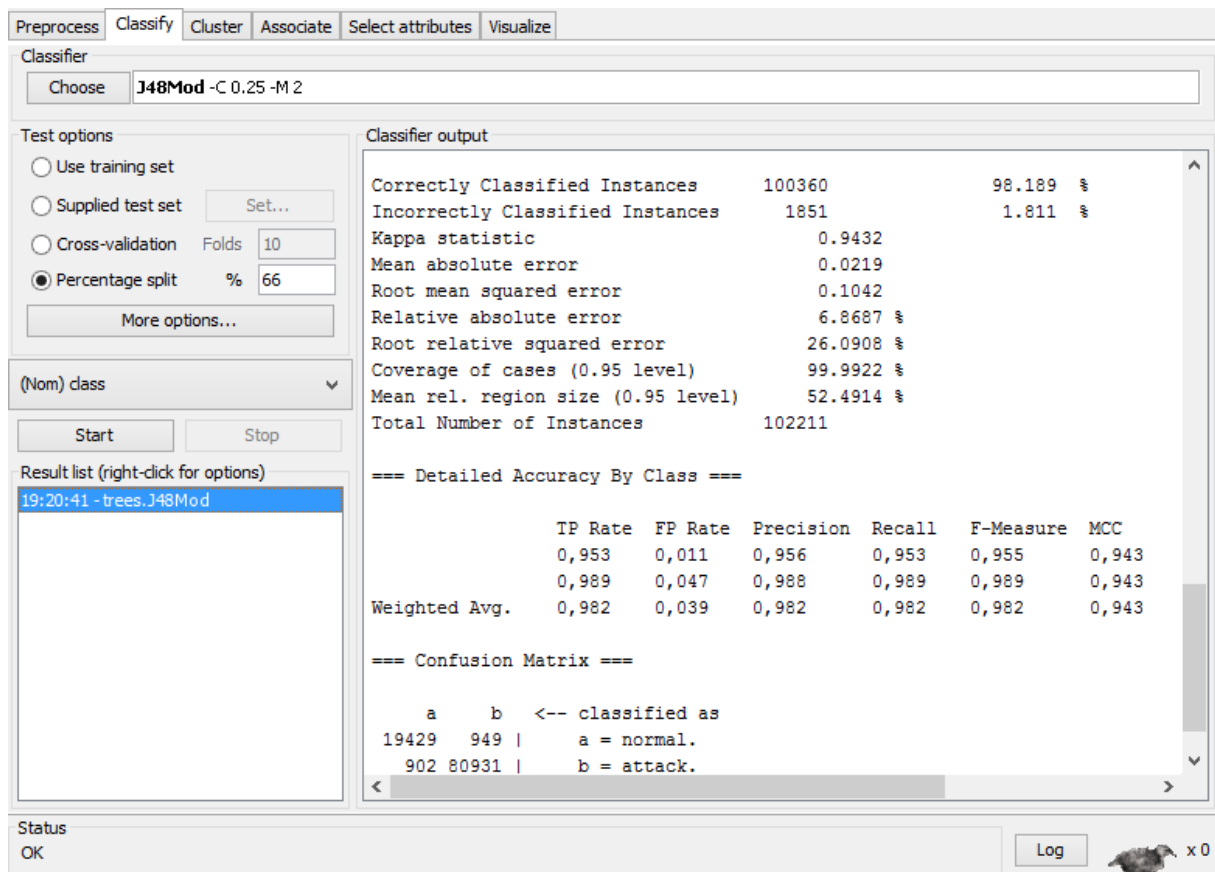 Preprocess Classify Cluster Associate Select attributes Visualize
Classifier
Choose J48Mod -C 0.25 -M 2
Test options
Use training set
Supplied test set Set...
Cross-validation Folds 10
Percentage split % 66
More options...
(Nom) class
Start Stop
Result list (right-click for options)
19:20:41 - trees.J48Mod
Classifier output
Correctly Classified Instances 100360 98.189 %
Incorrectly Classified Instances 1851 1.811 %
Kappa statistic 0.9432
Mean absolute error 0.0219
Root mean squared error 0.1042
Relative absolute error 6.8687 %
Root relative squared error 26.0908 %
Coverage of cases (0.95 level) 99.9922 %
Mean rel. region size (0.95 level) 52.4914 %
Total Number of Instances 102211
=== Detailed Accuracy By Class ===
TP Rate FP Rate Precision Recall F-Measure MCC
0,953 0,011 0,956 0,953 0,955 0,943
0,989 0,047 0,988 0,989 0,989 0,943
Weighted Avg. 0,982 0,039 0,982 0,982 0,982 0,943
=== Confusion Matrix ===
a b <-- classified as
19429 949 | a = normal.
902 80931 | b = attack.
Status
OK
Log x 0